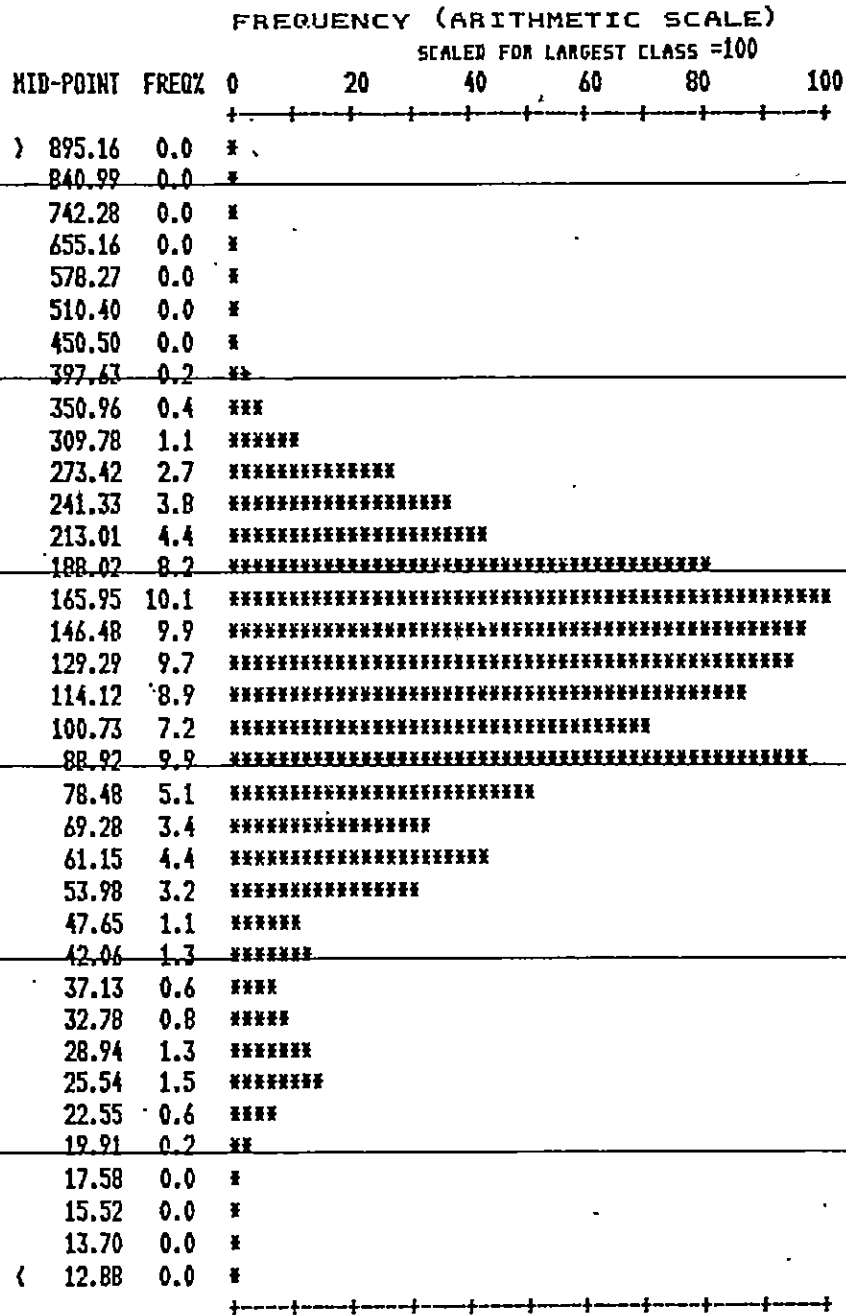 FREQUENCY (ARITHMETIC SCALE)
SCALED FOR LARGEST CLASS =100
MID-POINT FREQ% 0 20 40 60 80 100
+----+----+----+----+----+----+----+----+----+----+
> 895.16 0.0 *
840.99 0.0 *
742.28 0.0 *
655.16 0.0 *
578.27 0.0 *
510.40 0.0 *
450.50 0.0 *
397.63 0.2 **
350.96 0.4 ***
309.78 1.1 ******
273.42 2.7 **************
241.33 3.8 *******************
213.01 4.4 **********************
188.02 8.2 *****************************************
165.95 10.1 ***************************************************
146.48 9.9 *************************************************
129.29 9.7 ************************************************
114.12 8.9 ********************************************
100.73 7.2 ************************************
88.92 9.9 *************************************************
78.48 5.1 **************************
69.28 3.4 *****************
61.15 4.4 **********************
53.98 3.2 ****************
47.65 1.1 ******
42.06 1.3 *******
37.13 0.6 ****
32.78 0.8 *****
28.94 1.3 *******
25.54 1.5 ********
22.55 0.6 ****
19.91 0.2 **
17.58 0.0 *
15.52 0.0 *
13.70 0.0 *
< 12.88 0.0 *
+----+----+----+----+----+----+----+----+----+----+